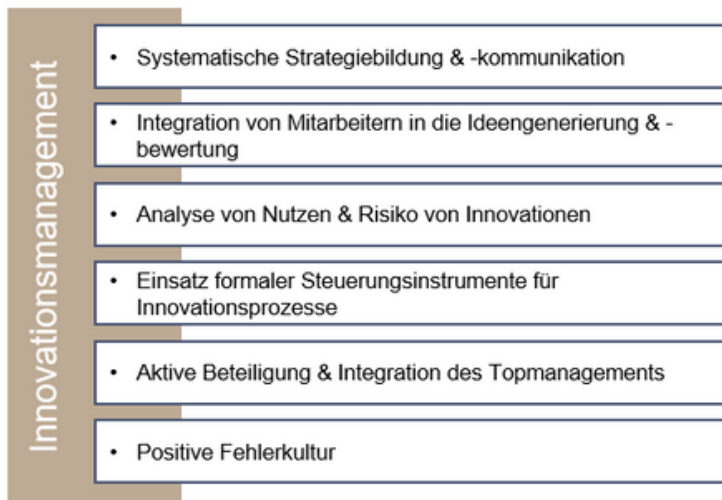 Innovationsmanagement
• Systematische Strategiebildung & -kommunikation
• Integration von Mitarbeitern in die Ideengenerierung & -
bewertung
• Analyse von Nutzen & Risiko von Innovationen
• Einsatz formaler Steuerungsinstrumente für
Innovationsprozesse
• Aktive Beteiligung & Integration des Topmanagements
• Positive Fehlerkultur